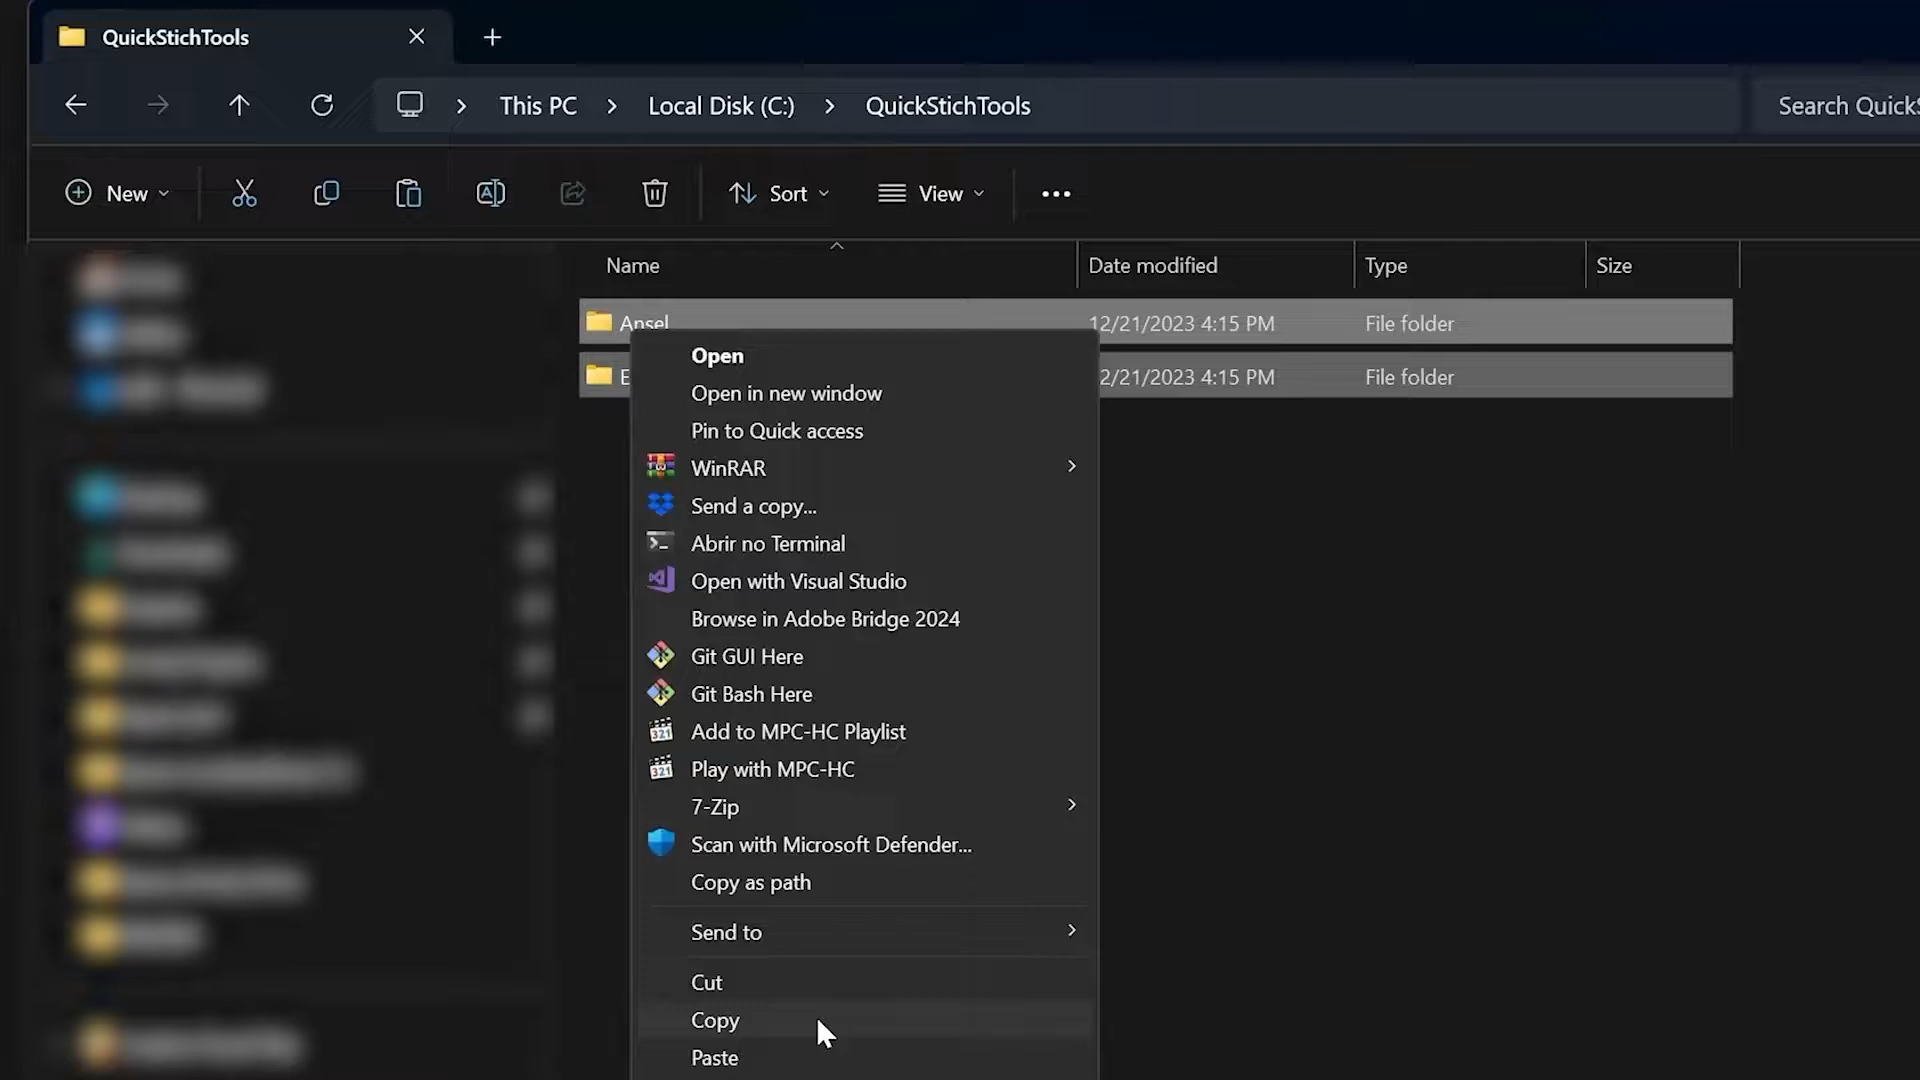 QuickStichTools
This PC > Local Disk (C:) > QuickStichTools
Search QuickS
New
Sort
View
Name
Date modified
Type
Size
Ansel
12/21/2023 4:15 PM
File folder
E
2/21/2023 4:15 PM
File folder
Open
Open in new window
Pin to Quick access
WinRAR
Send a copy...
Abrir no Terminal
Open with Visual Studio
Browse in Adobe Bridge 2024
Git GUI Here
Git Bash Here
Add to MPC-HC Playlist
Play with MPC-HC
7-Zip
Scan with Microsoft Defender...
Copy as path
Send to
Cut
Copy
Paste